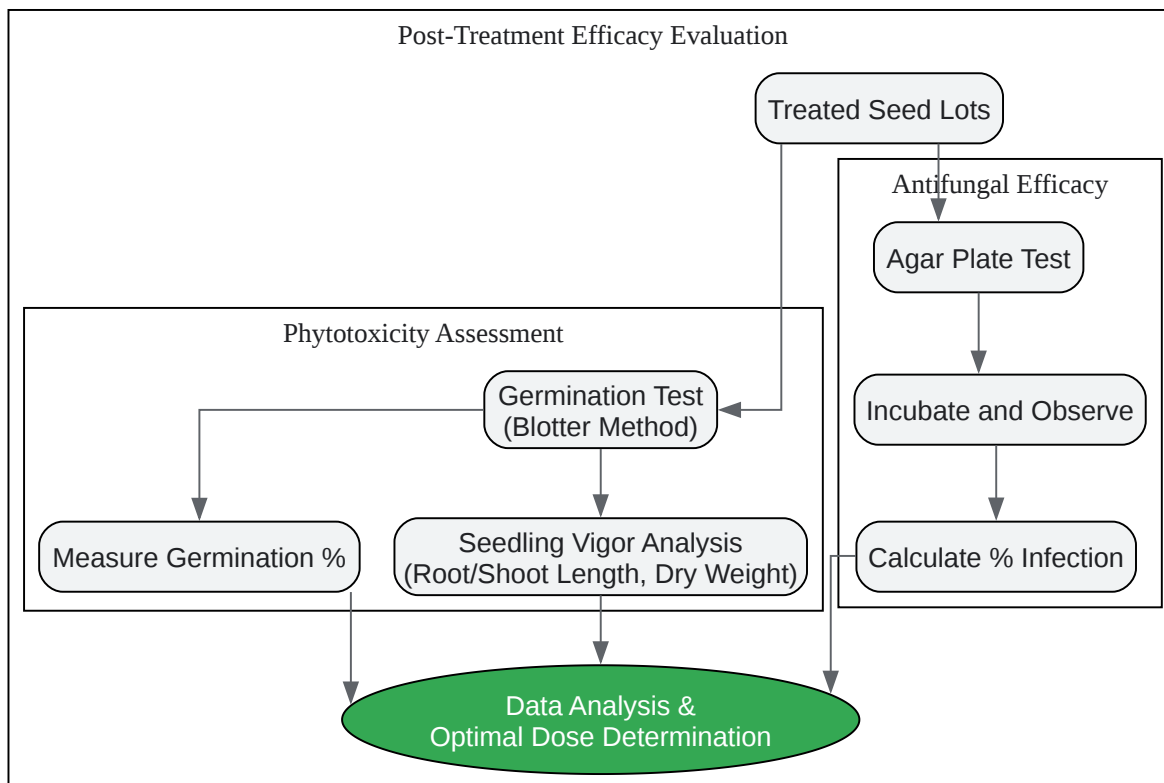 Post-Treatment Efficacy Evaluation
Treated Seed Lots
Antifungal Efficacy
Agar Plate Test
Phytotoxicity Assessment
Germination Test
(Blotter Method)
Incubate and Observe
Measure Germination %
Seedling Vigor Analysis
(Root/Shoot Length, Dry Weight)
Calculate % Infection
Data Analysis &
Optimal Dose Determination